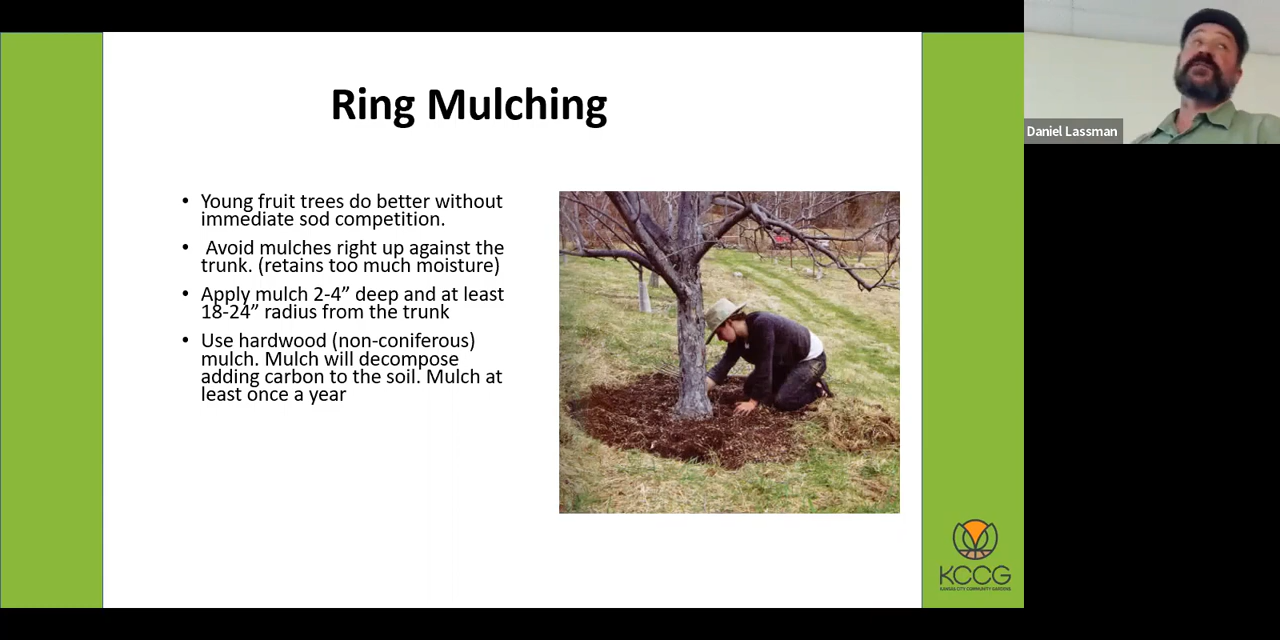 Ring Mulching
• Young fruit trees do better without
immediate sod competition.
• Avoid mulches right up against the
trunk. (retains too much moisture)
• Apply mulch 2-4” deep and at least
18-24” radius from the trunk
• Use hardwood (non-coniferous)
mulch. Mulch will decompose
adding carbon to the soil. Mulch at
least once a year
Daniel Lassman
KCCG
KANSAS CITY COMMUNITY GARDENS